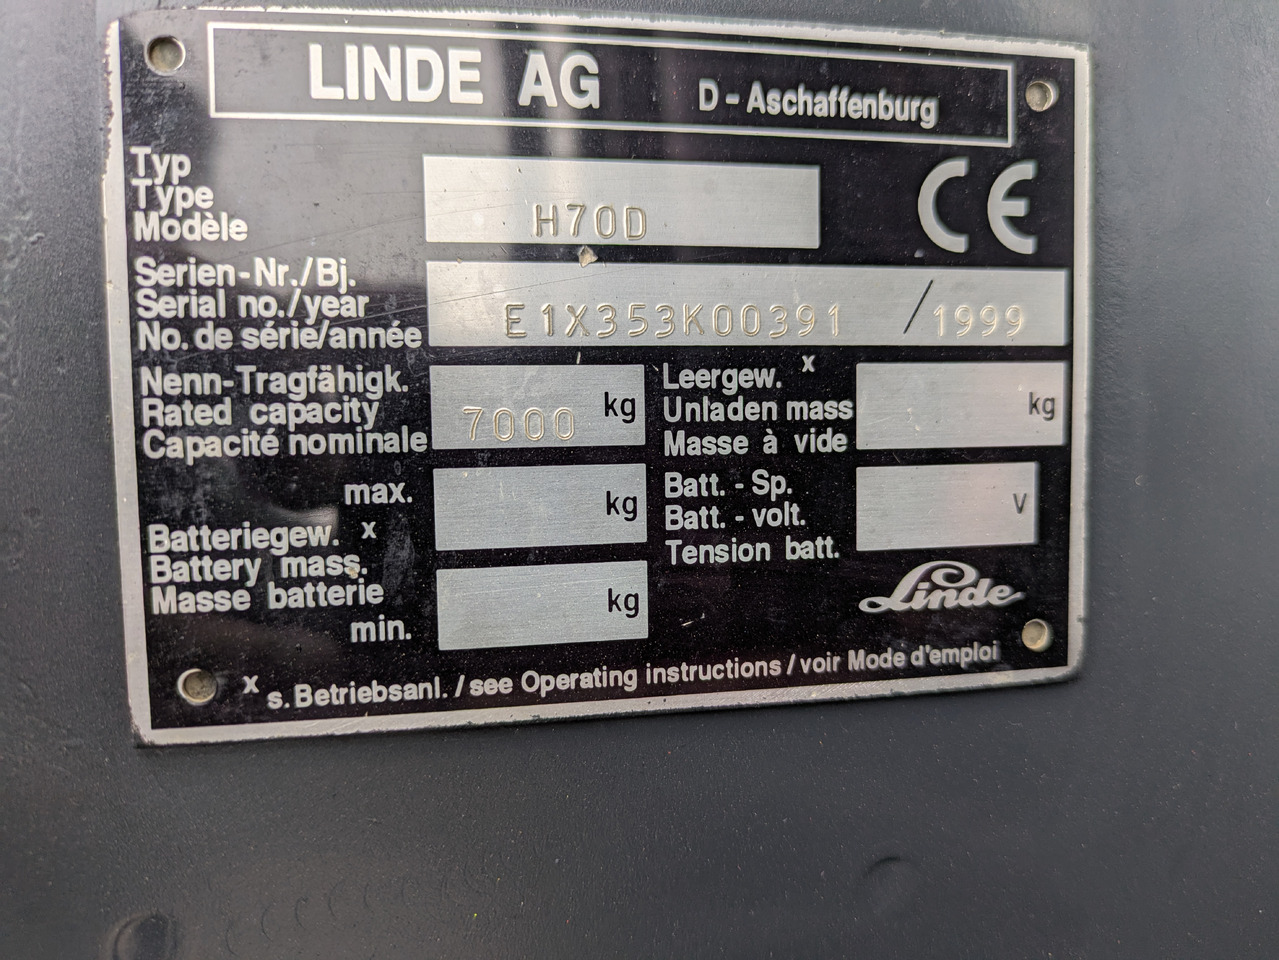 LINDE AG D - Aschaffenburg
Typ
Type
Modèle
H70D
CE
Serien-Nr./Bj.
Serial no./year
No. de série/année
E1X353K00391 / 1999
Nenn-Tragfähigk.
Rated capacity
Capacité nominale
7000 kg
Leergew. x
Unladen mass
Masse à vide
kg
max.
kg
Batteriegew. x
Battery mass.
Masse batterie
min.
kg
Batt. - Sp.
Batt. - volt.
Tension batt.
V
Linde
x s. Betriebsanl. / see Operating instructions / voir Mode d'emploi